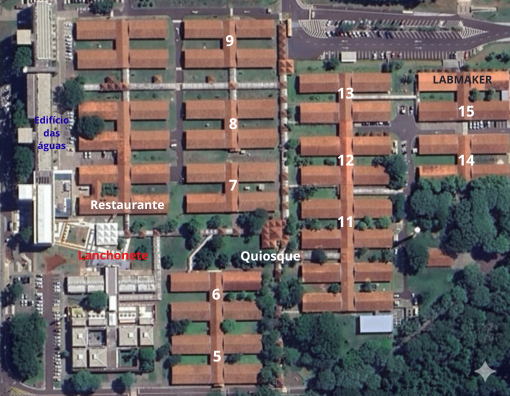 9
LABMAKER
13
15
Edifício
das
águas
8
12
14
7
Restaurante
11
Lanchonete
Quiosque
6
5